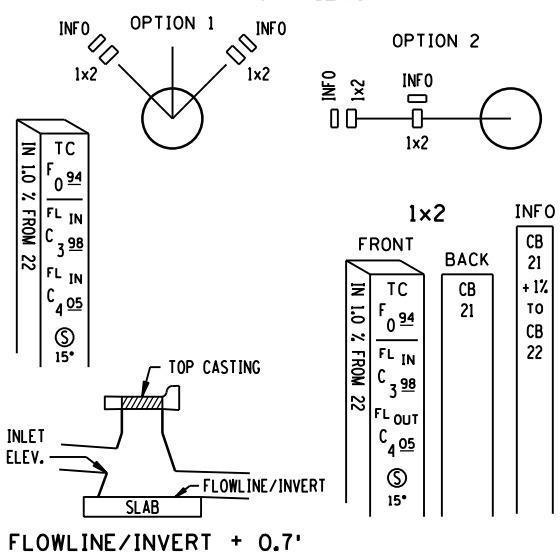 OPTION 1
INFO
1x2
INFO
1x2
OPTION 2
INFO
1x2
INFO
1x2
IN 1.0 % FROM 22
TC
F 0 94
FL IN
C 3 98
FL IN
C 4 05
S
15°
1x2
FRONT
BACK
INFO
IN 1.0 % FROM 22
TC
F 0 94
FL IN
C 3 98
FL OUT
C 4 05
S
15°
CB
21
CB
21
+ 1%
TO
CB
22
TOP CASTING
INLET
ELEV.
FLOWLINE/INVERT
SLAB
FLOWLINE/INVERT + 0.7'